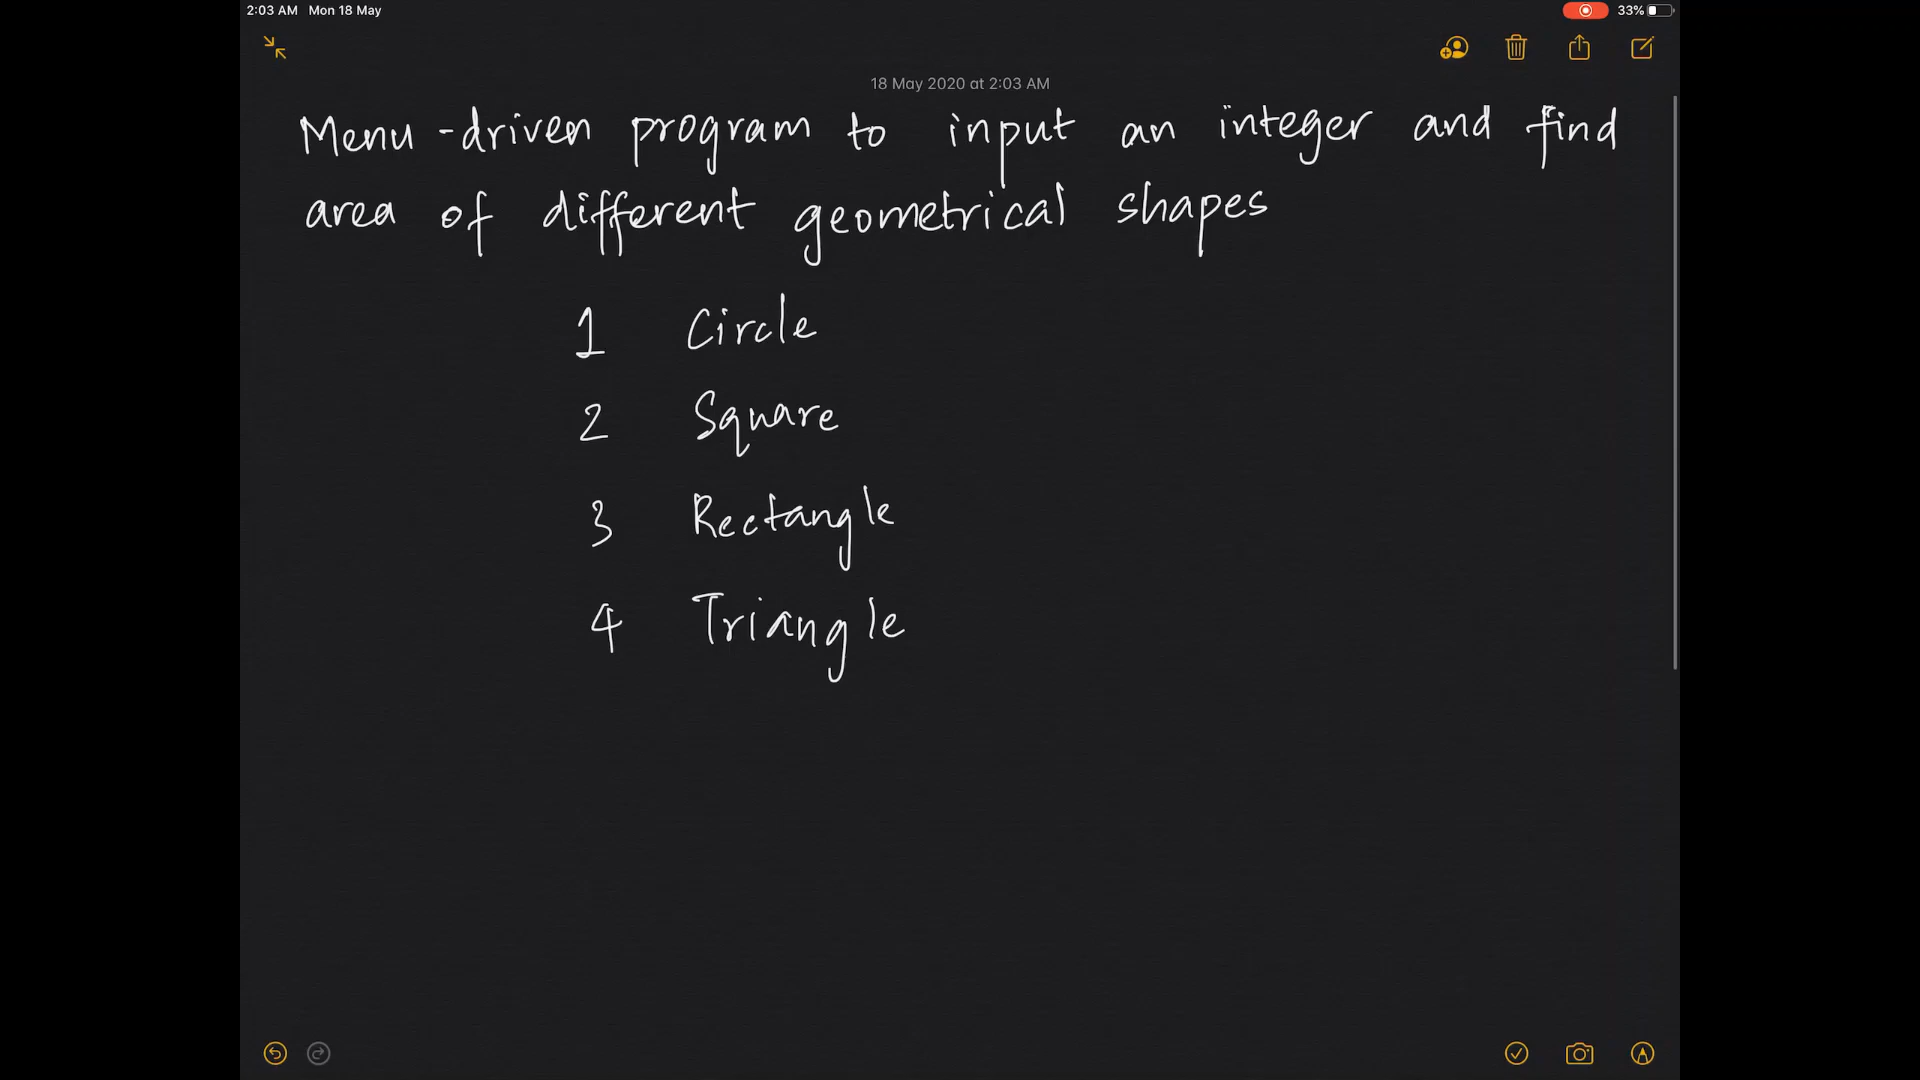 2:03 AM Mon 18 May 33%
18 May 2020 at 2:03 AM
Menu-driven program to input an integer and find
area of different geometrical shapes
1 Circle
2 Square
3 Rectangle
4 Triangle